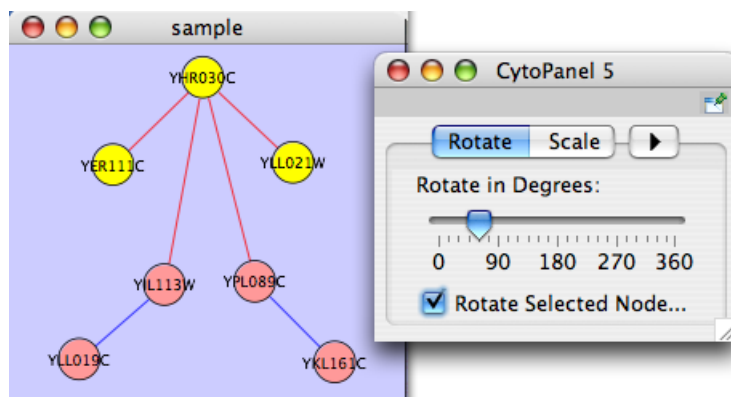 sample
YHR030C
YER111C
YLL021W
YIL113W
YPL089C
YLL019C
YKL161C
CytoPanel 5
Rotate Scale
Rotate in Degrees:
0 90 180 270 360
Rotate Selected Node...